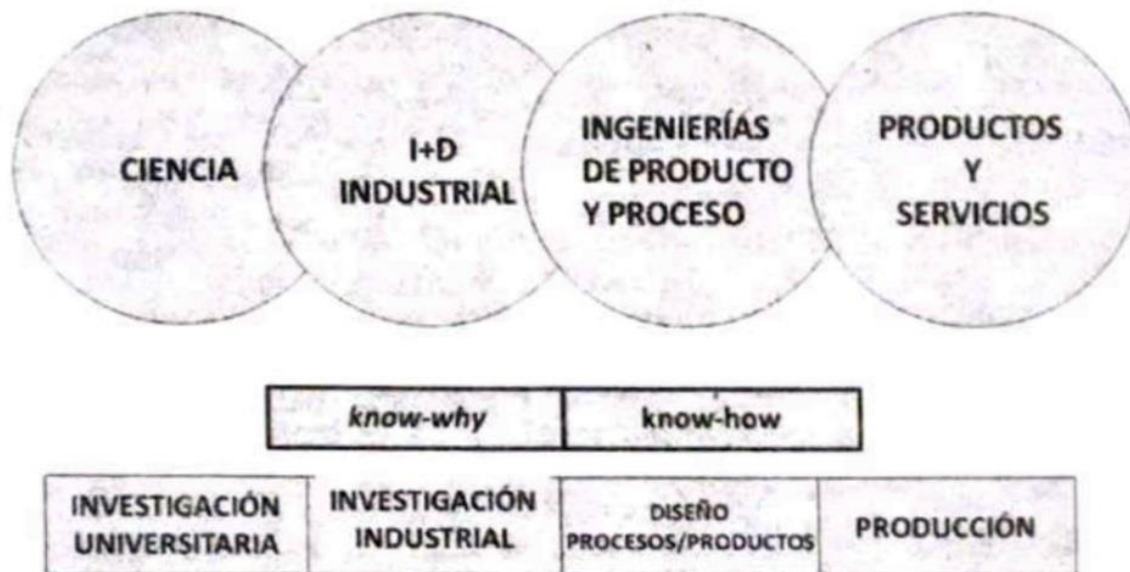 CIENCIA
I+D
INDUSTRIAL
INGENIERÍAS
DE PRODUCTO
Y PROCESO
PRODUCTOS
Y
SERVICIOS
know-why
know-how
INVESTIGACIÓN
UNIVERSITARIA
INVESTIGACIÓN
INDUSTRIAL
DISEÑO
PROCESOS/PRODUCTOS
PRODUCCIÓN